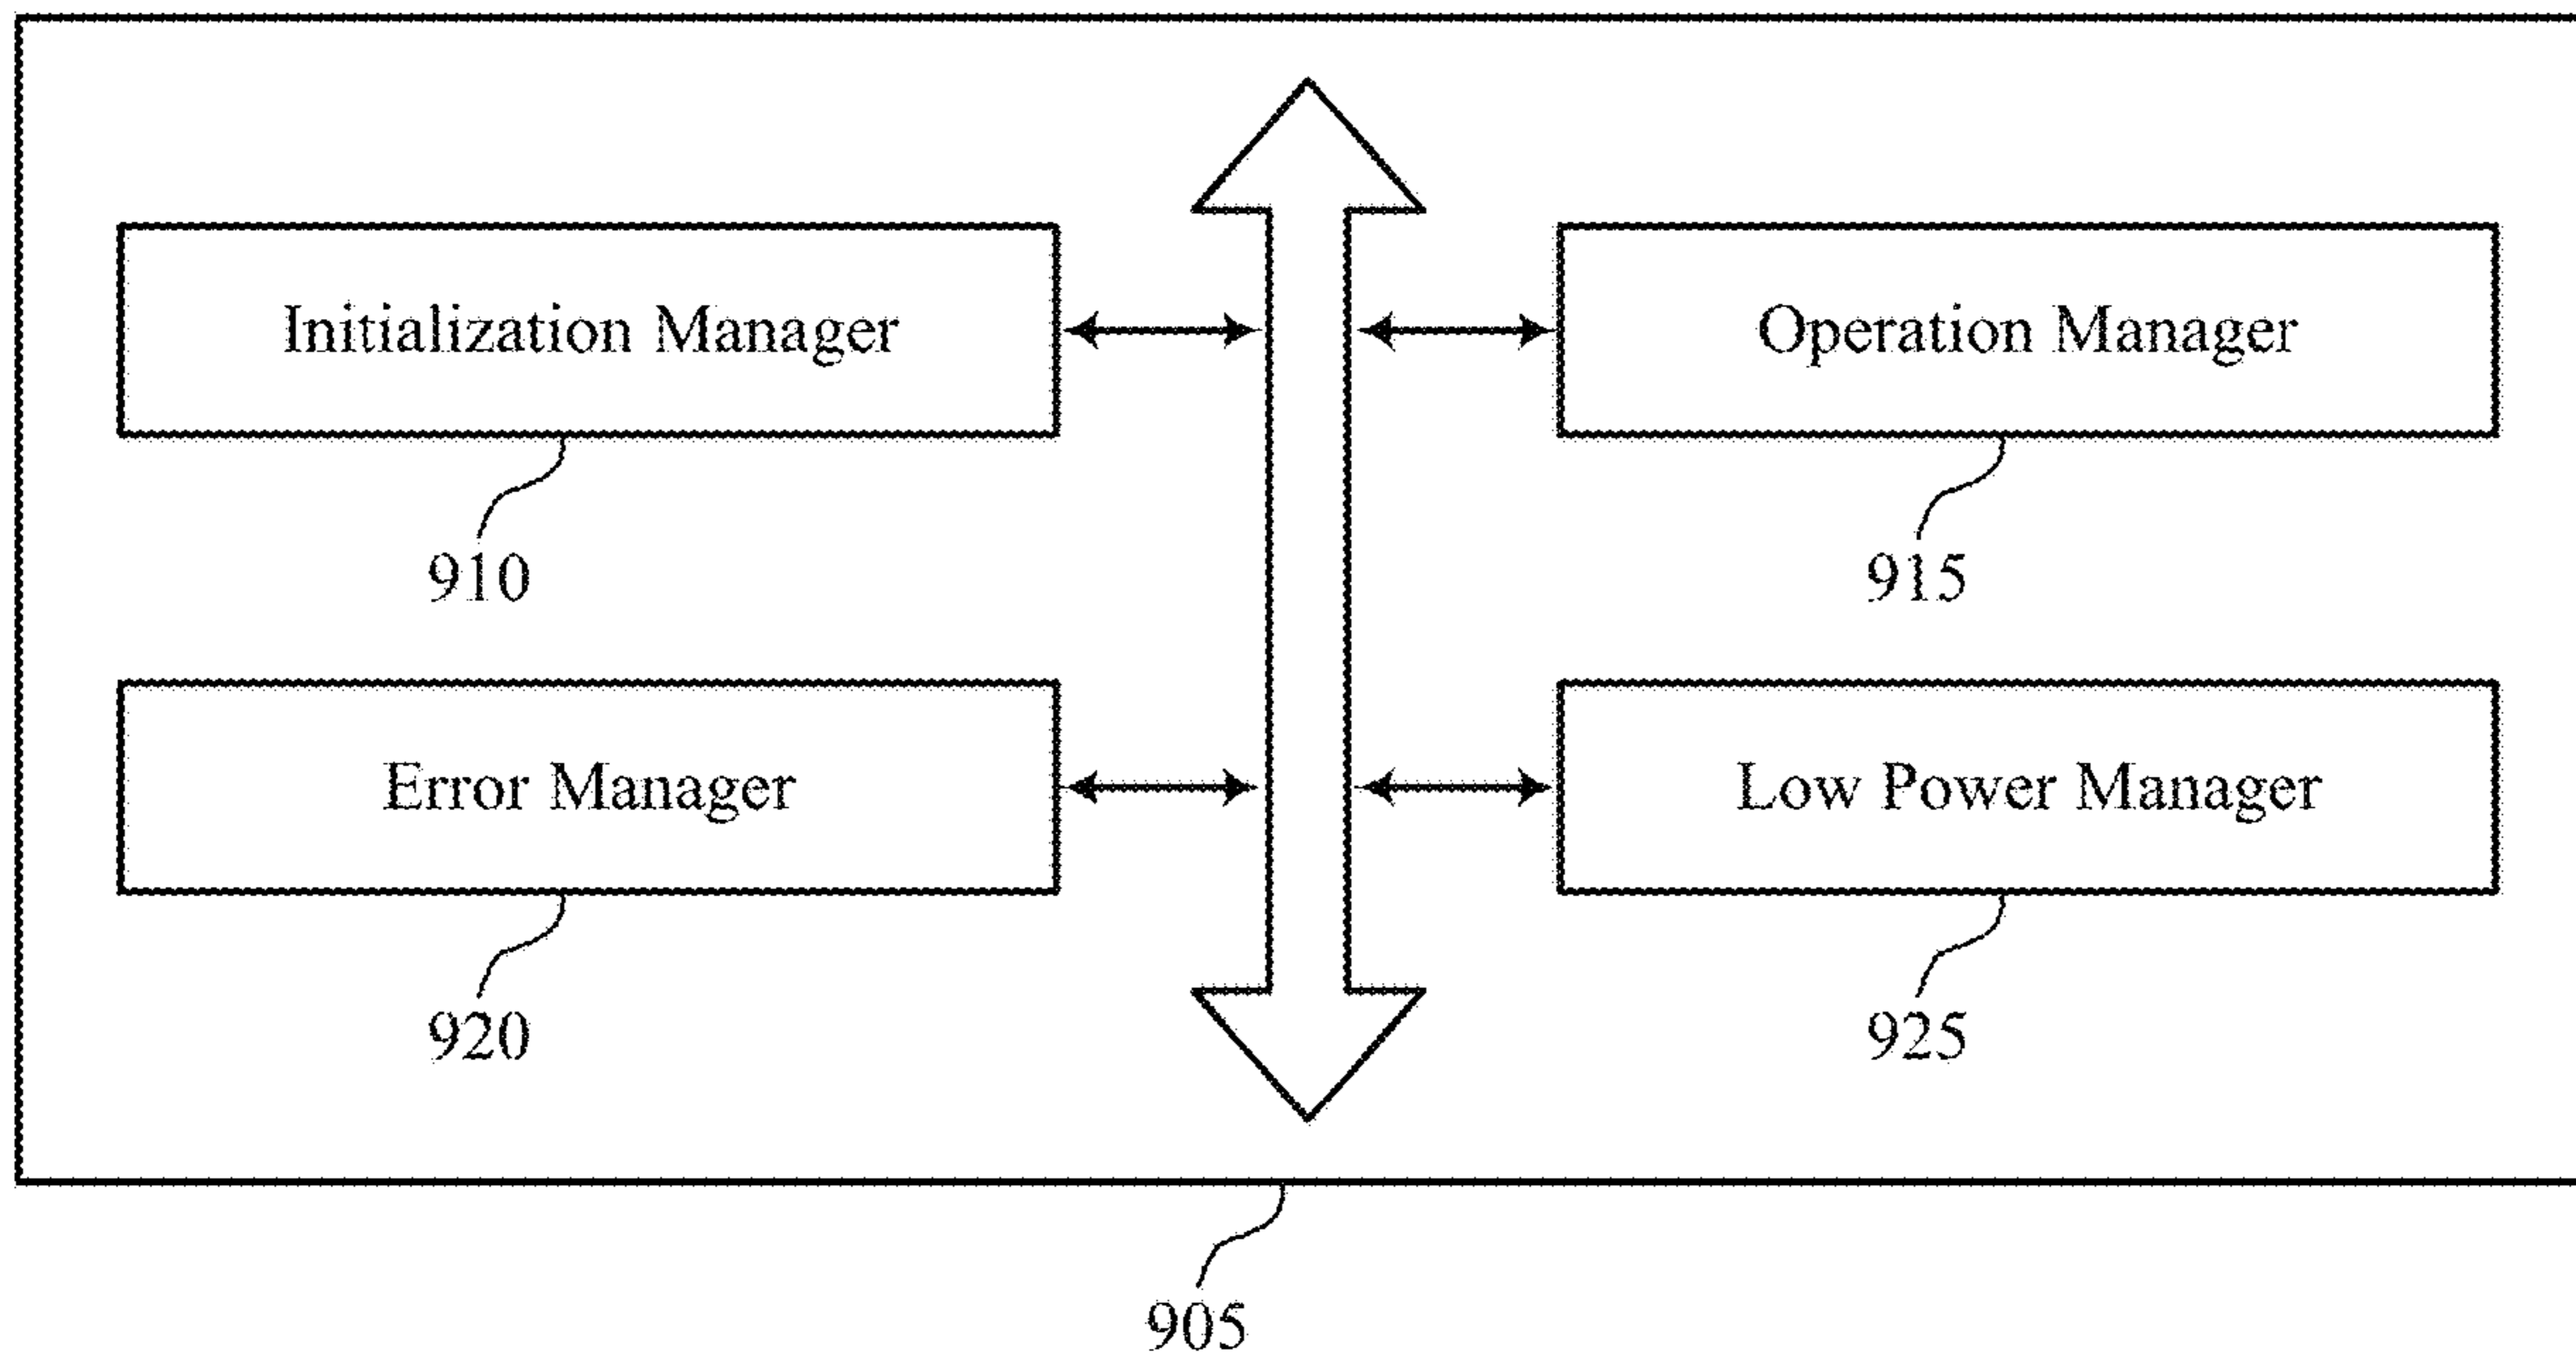 Initialization Manager
Operation Manager
910
915
Error Manager
Low Power Manager
920
925
905